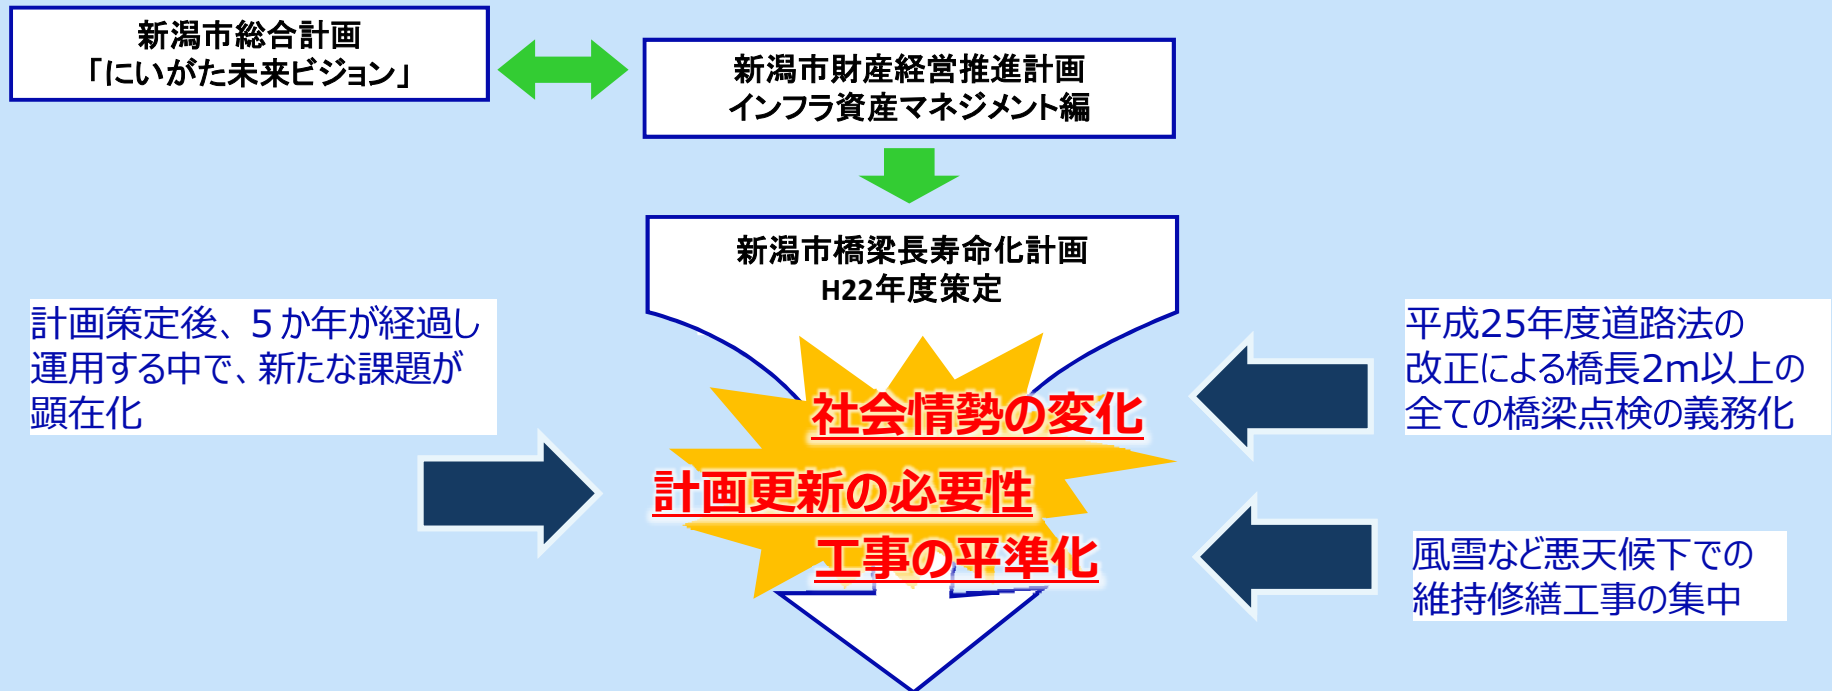 新潟市総合計画
「にいがた未来ビジョン」
新潟市財産経営推進計画
インフラ資産マネジメント編
新潟市橋梁長寿命化計画
H22年度策定
計画策定後、５か年が経過し
運用する中で、新たな課題が
顕在化
平成25年度道路法の
改正による橋長2m以上の
全ての橋梁点検の義務化
社会情勢の変化
計画更新の必要性
工事の平準化
風雪など悪天候下での
維持修繕工事の集中